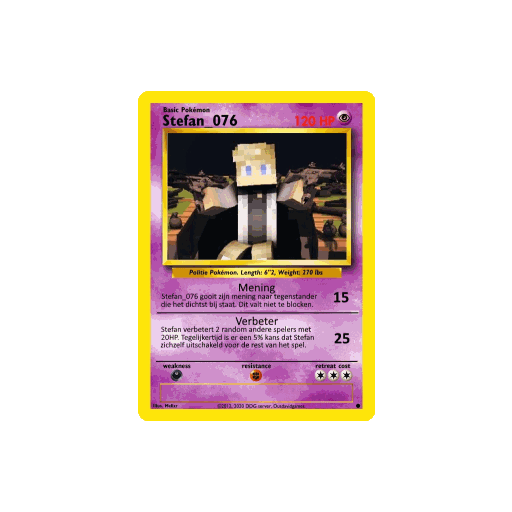 Basic Pokémon
Stefan_076 120 HP
Politie Pokémon. Length: 6'2, Weight: 270 lbs
Mening
Stefan_076 gooit zijn mening naar tegenstander
die het dichtst bij staat. Dit valt niet te blocken.
15
Verbeter
Stefan verbetert 2 random andere spelers met
20HP. Tegelijkertijd is er een 5% kans dat Stefan
zichzelf uitschakeld voor de rest van het spel.
25
weakness resistance retreat cost
2020 DDG server.